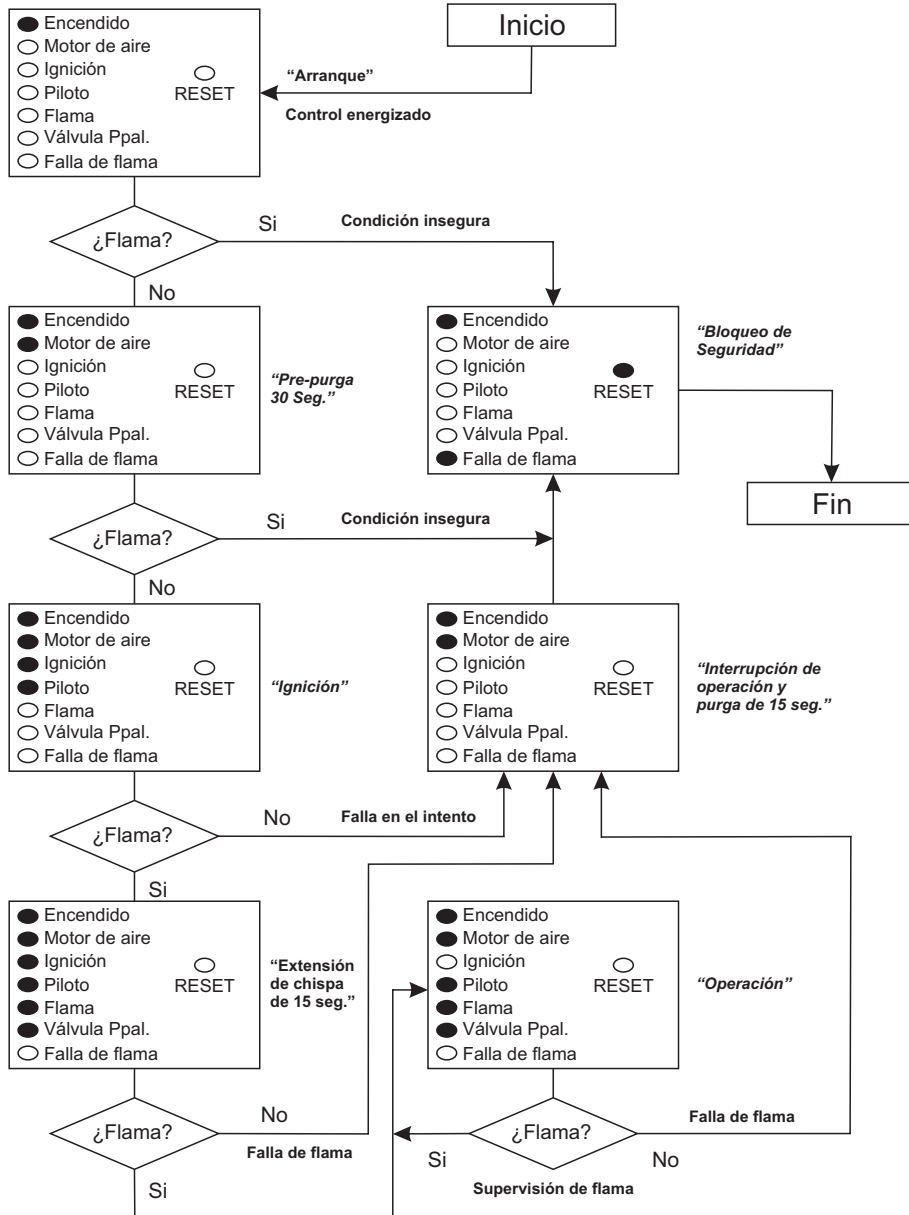 Inicio
“Arranque”
Control energizado
Encendido
Motor de aire
Ignición
Piloto
Flama
Válvula Ppal.
Falla de flama
RESET
¿Flama?
Si
Condición insegura
No
Encendido
Motor de aire
Ignición
Piloto
Flama
Válvula Ppal.
Falla de flama
RESET
“Pre-purga
30 Seg.”
Encendido
Motor de aire
Ignición
Piloto
Flama
Válvula Ppal.
Falla de flama
RESET
“Bloqueo de
Seguridad”
Fin
¿Flama?
Si
Condición insegura
No
Encendido
Motor de aire
Ignición
Piloto
Flama
Válvula Ppal.
Falla de flama
RESET
“Ignición”
Encendido
Motor de aire
Ignición
Piloto
Flama
Válvula Ppal.
Falla de flama
RESET
“Interrupción de
operación y
purga de 15 seg.”
¿Flama?
No
Falla en el intento
Si
Encendido
Motor de aire
Ignición
Piloto
Flama
Válvula Ppal.
Falla de flama
RESET
“Extensión
de chispa
de 15 seg.”
Encendido
Motor de aire
Ignición
Piloto
Flama
Válvula Ppal.
Falla de flama
RESET
“Operación”
¿Flama?
No
Falla de flama
Si
¿Flama?
Si
No
Falla de flama
Supervisión de flama